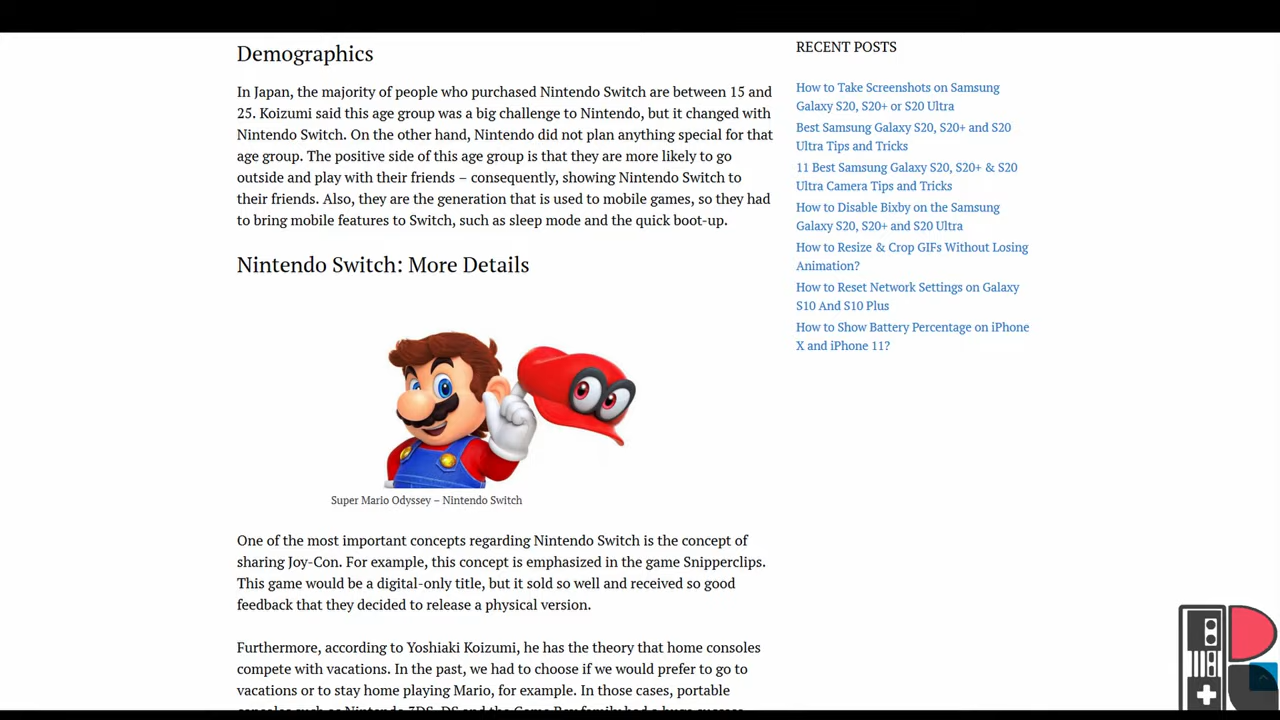 Demographics
In Japan, the majority of people who purchased Nintendo Switch are between 15 and
25. Koizumi said this age group was a big challenge to Nintendo, but it changed with
Nintendo Switch. On the other hand, Nintendo did not plan anything special for that
age group. The positive side of this age group is that they are more likely to go
outside and play with their friends – consequently, showing Nintendo Switch to
their friends. Also, they are the generation that is used to mobile games, so they had
to bring mobile features to Switch, such as sleep mode and the quick boot-up.
Nintendo Switch: More Details
Super Mario Odyssey – Nintendo Switch
One of the most important concepts regarding Nintendo Switch is the concept of
sharing Joy-Con. For example, this concept is emphasized in the game Snipperclips.
This game would be a digital-only title, but it sold so well and received so good
feedback that they decided to release a physical version.
Furthermore, according to Yoshiaki Koizumi, he has the theory that home consoles
compete with vacations. In the past, we had to choose if we would prefer to go to
vacations or to stay home playing Mario, for example. In those cases, portable
consoles such as Nintendo 3DS, DS and the Game Boy family had a huge success
RECENT POSTS
How to Take Screenshots on Samsung
Galaxy S20, S20+ or S20 Ultra
Best Samsung Galaxy S20, S20+ and S20
Ultra Tips and Tricks
11 Best Samsung Galaxy S20, S20+ & S20
Ultra Camera Tips and Tricks
How to Disable Bixby on the Samsung
Galaxy S20, S20+ and S20 Ultra
How to Resize & Crop GIFs Without Losing
Animation?
How to Reset Network Settings on Galaxy
S10 And S10 Plus
How to Show Battery Percentage on iPhone
X and iPhone 11?